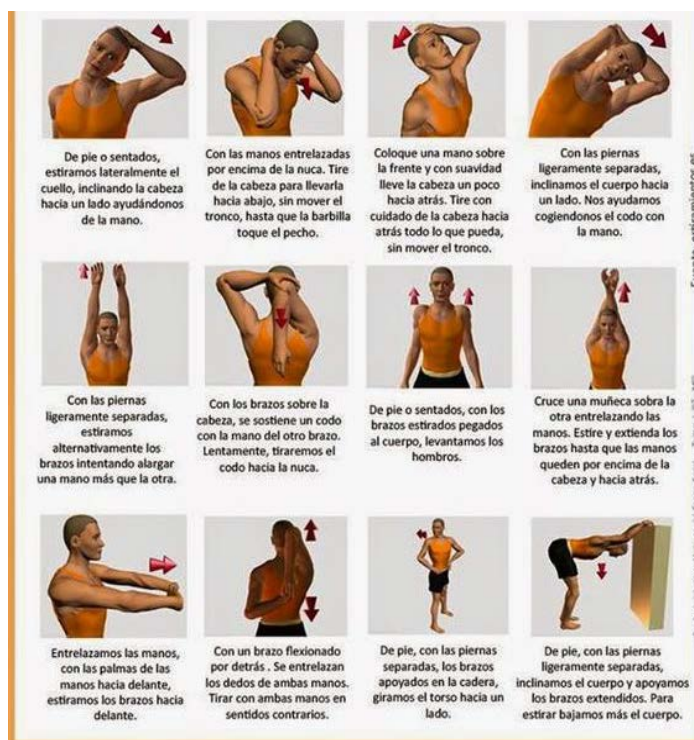 De pie o sentados,
estiramos lateralmente el
cuello, inclinando la cabeza
hacia un lado ayudándonos
de la mano.
Con las manos entrelazadas
por encima de la nuca. Tire
de la cabeza para llevarla
hacia abajo, sin mover el
tronco, hasta que la barbilla
toque el pecho.
Coloque una mano sobre
la frente y con suavidad
lleve la cabeza un poco
hacia atrás. Tire con
cuidado de la cabeza hacia
atrás todo lo que pueda,
sin mover el tronco.
Con las piernas
ligeramente separadas,
inclinamos el cuerpo hacia
un lado. Nos ayudamos
cogiendonos el codo con
la mano.
Con las piernas
ligeramente separadas,
estiramos
alternativamente los
brazos intentando alargar
una mano más que la otra.
Con los brazos sobre la
cabeza, se sostiene un codo
con la mano del otro brazo.
Lentamente, tiraremos el
codo hacia la nuca.
De pie o sentados, con los
brazos estirados pegados
al cuerpo, levantamos los
hombros.
Cruce una muñeca sobra la
otra entrelazando las
manos. Estire y extienda los
brazos hasta que las manos
queden por encima de la
cabeza y hacia atrás.
Entrelazamos las manos,
con las palmas de las
manos hacia delante,
estiramos los brazos hacia
delante.
Con un brazo flexionado
por detrás . Se entrelazan
los dedos de ambas manos.
Tirar con ambas manos en
sentidos contrarios.
De pie, con las piernas
separadas, los brazos
apoyados en la cadera,
giramos el torso hacia un
lado.
De pie, con las piernas
ligeramente separadas,
inclinamos el cuerpo y apoyamos
los brazos extendidos. Para
estirar bajamos más el cuerpo.